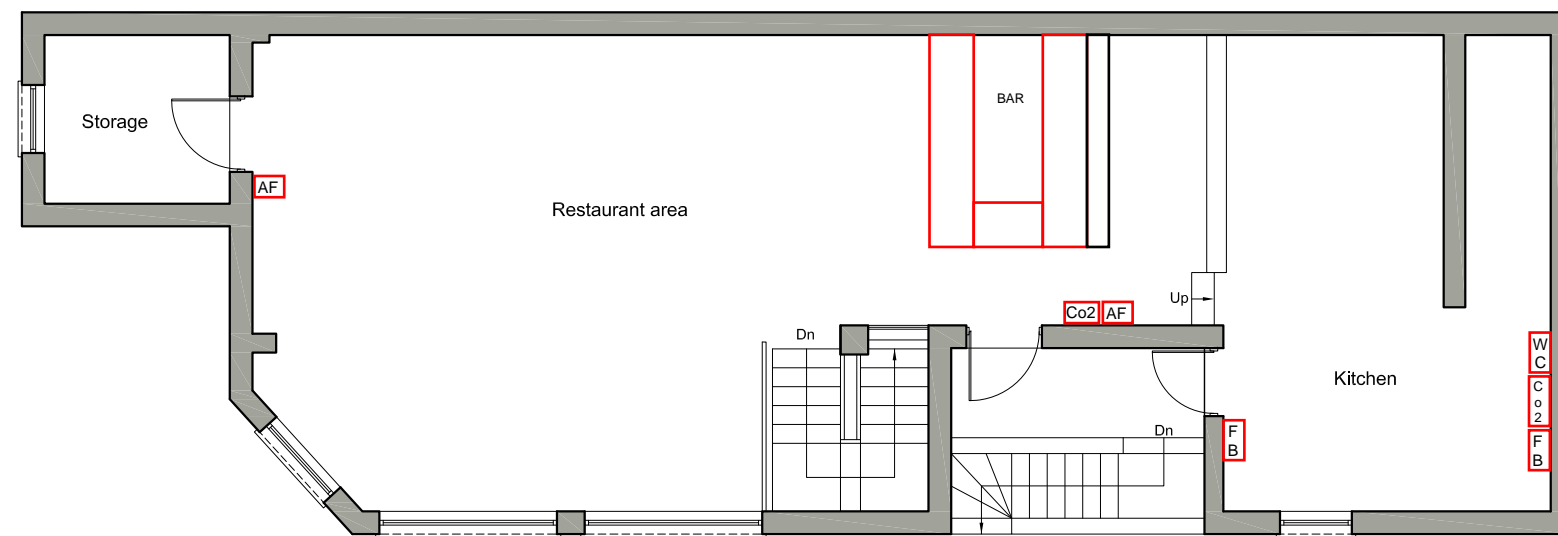 BAR
Storage
AF
Restaurant area
Up
Co2
AF
Dn
W
C
Kitchen
C
o
2
F
B
Dn
F
B